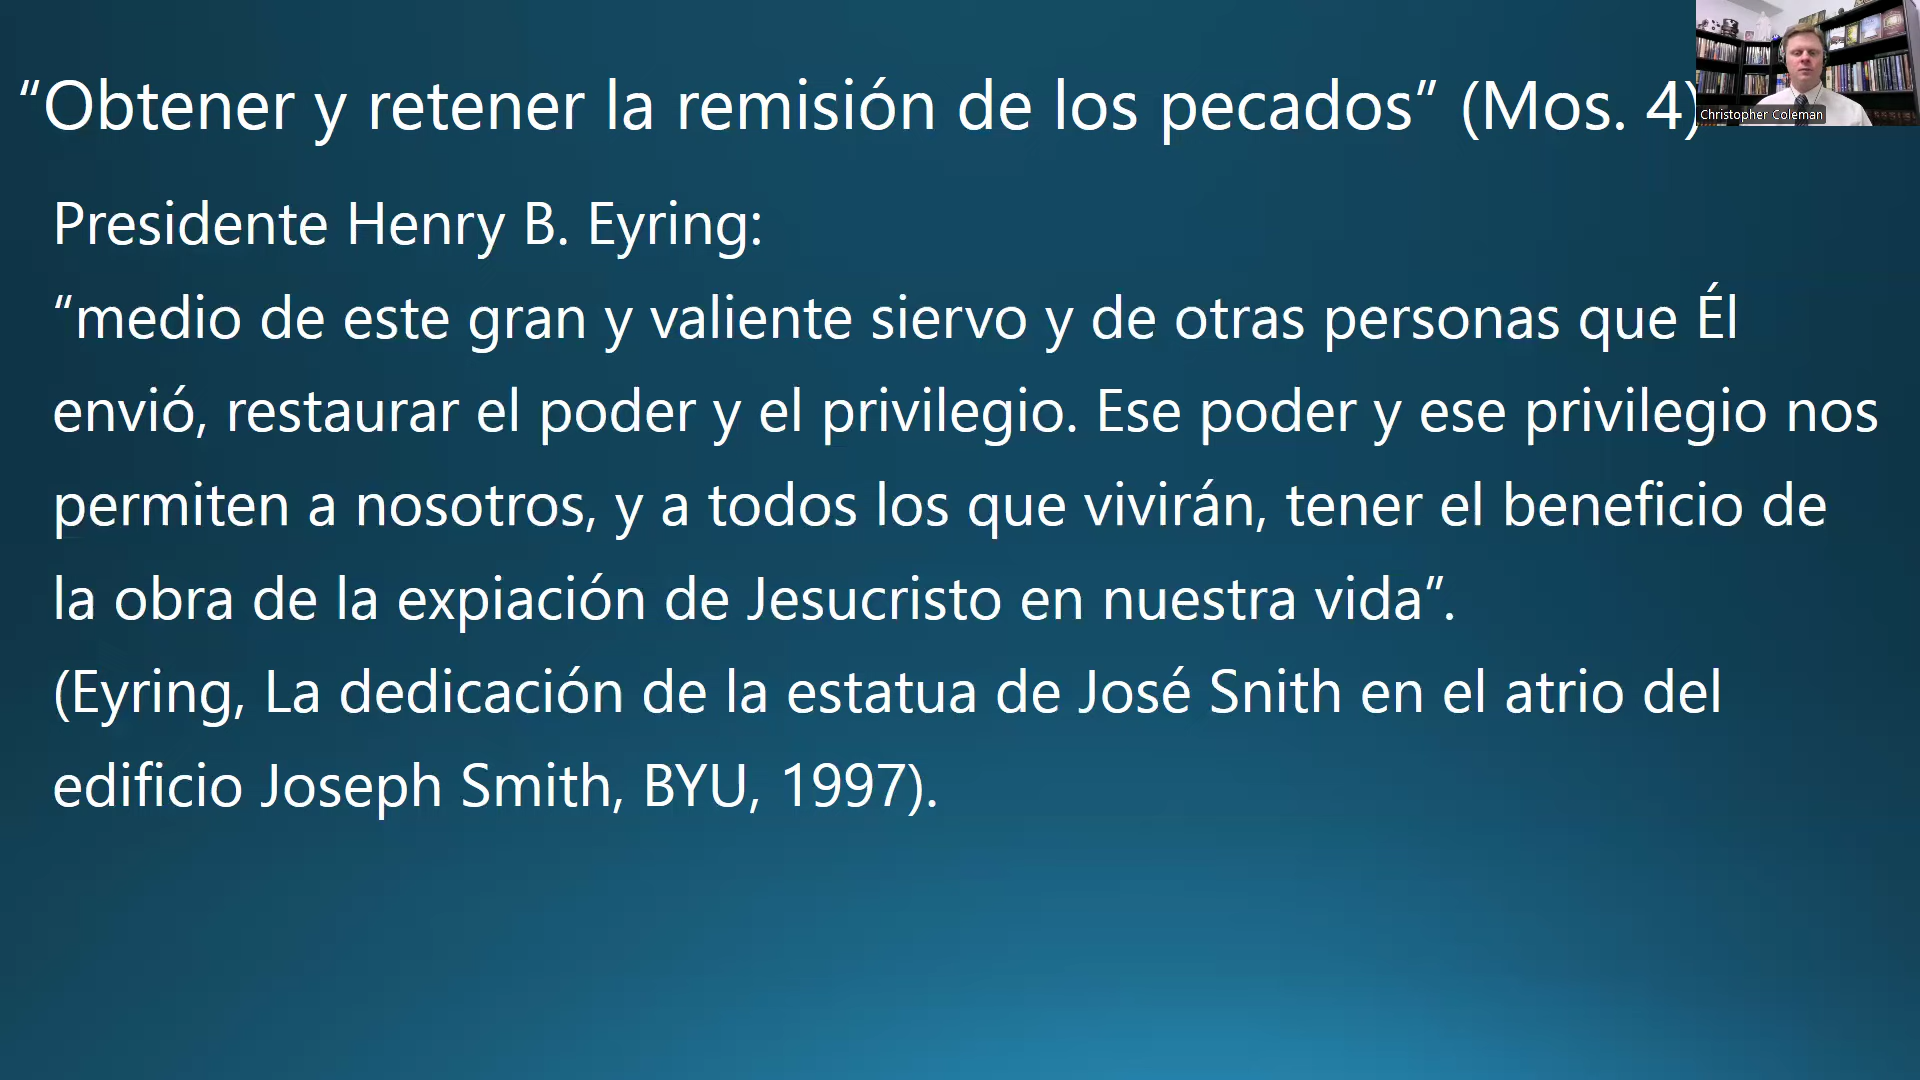 “Obtener y retener la remisión de los pecados” (Mos. 4)
Christopher Coleman
Presidente Henry B. Eyring:
“medio de este gran y valiente siervo y de otras personas que Él
envió, restaurar el poder y el privilegio. Ese poder y ese privilegio nos
permiten a nosotros, y a todos los que vivirán, tener el beneficio de
la obra de la expiación de Jesucristo en nuestra vida”.
(Eyring, La dedicación de la estatua de José Snith en el atrio del
edificio Joseph Smith, BYU, 1997).